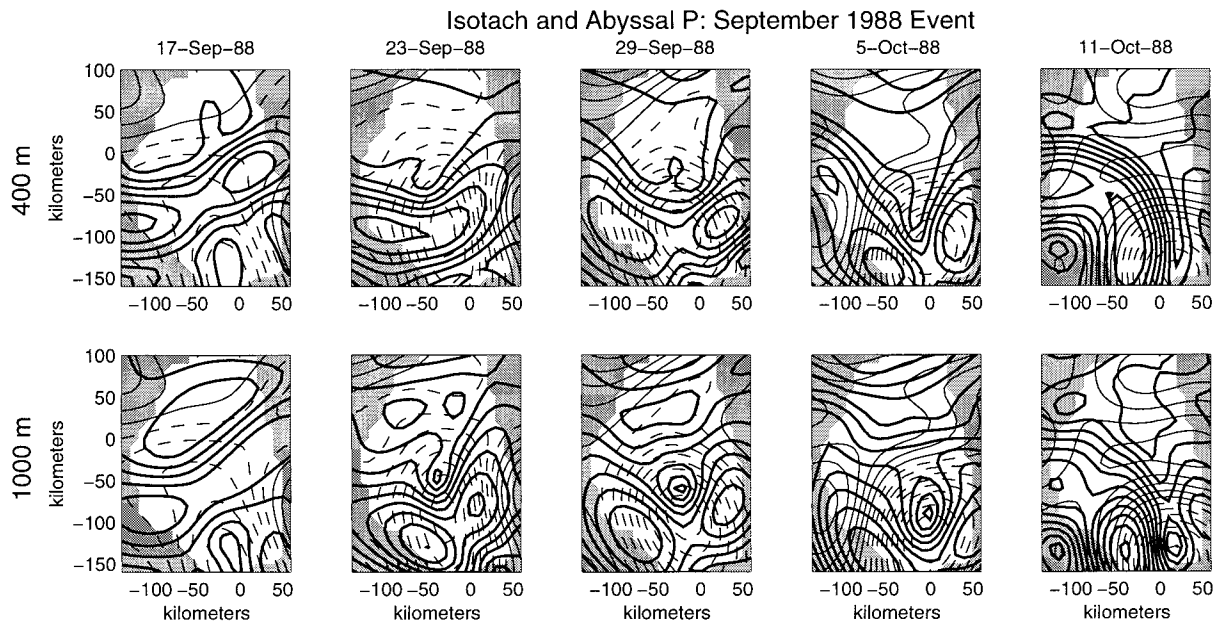 Isotach and Abyssal P: September 1988 Event
17−Sep−88 23−Sep−88 29−Sep−88 5−Oct−88 11−Oct−88
400 m
kilometers
100
50
0
−50
−100
−150
−100 −50 0 50 −100 −50 0 50 −100 −50 0 50 −100 −50 0 50 −100 −50 0 50
1000 m
kilometers
100
50
0
−50
−100
−150
−100 −50 0 50 −100 −50 0 50 −100 −50 0 50 −100 −50 0 50 −100 −50 0 50
kilometers kilometers kilometers kilometers kilometers